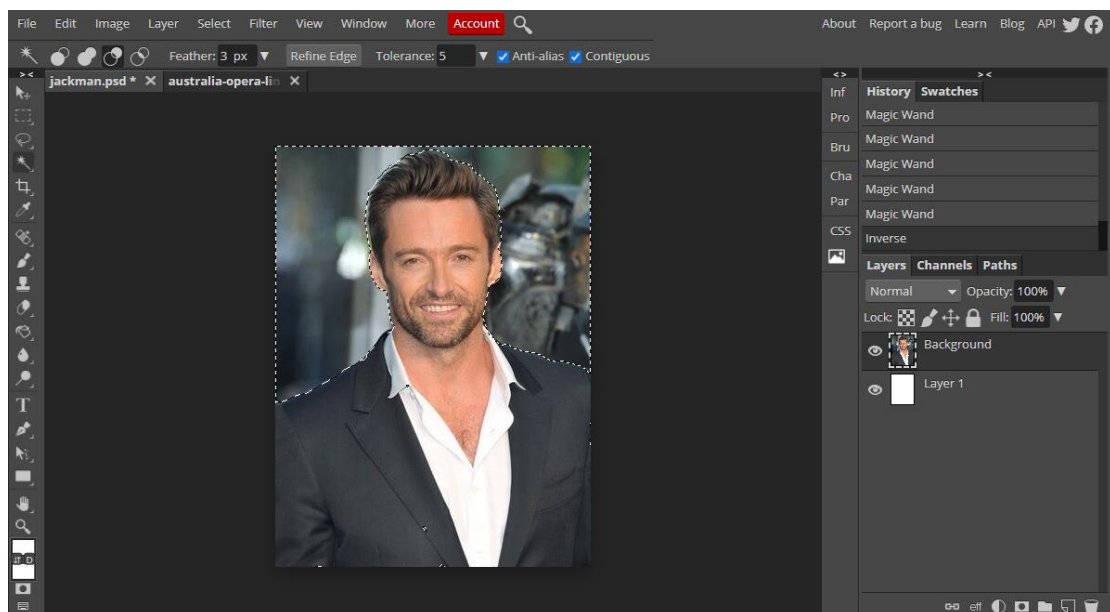 File Edit Image Layer Select Filter View Window More Account About Report a bug Learn Blog API
Feather: 3 px Refine Edge Tolerance: 5 Anti-alias Contiguous
jackman.psd * australia-opera-lin
Inf
Pro
Bru
Cha
Par
CSS
T
D
History Swatches
Magic Wand
Magic Wand
Magic Wand
Magic Wand
Magic Wand
Inverse
Layers Channels Paths
Normal Opacity: 100%
Lock: Fill: 100%
Background
Layer 1
eff